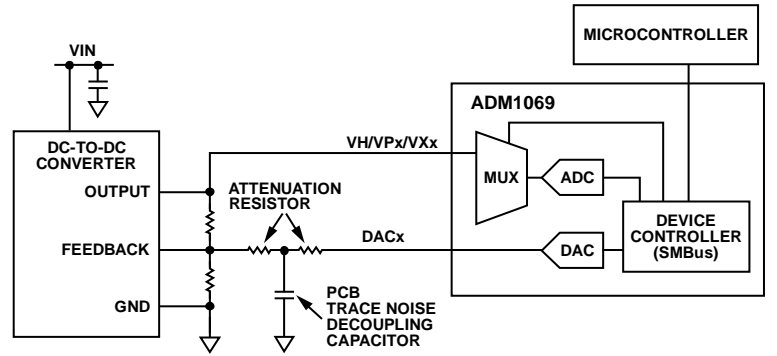 MICROCONTROLLER
VIN
ADM1069
DC-TO-DC
CONVERTER
VH/VPx/VXx
MUX
ADC
OUTPUT
ATTENUATION
RESISTOR
DEVICE
CONTROLLER
(SMBus)
FEEDBACK
DACx
DAC
GND
PCB
TRACE NOISE
DECOUPLING
CAPACITOR